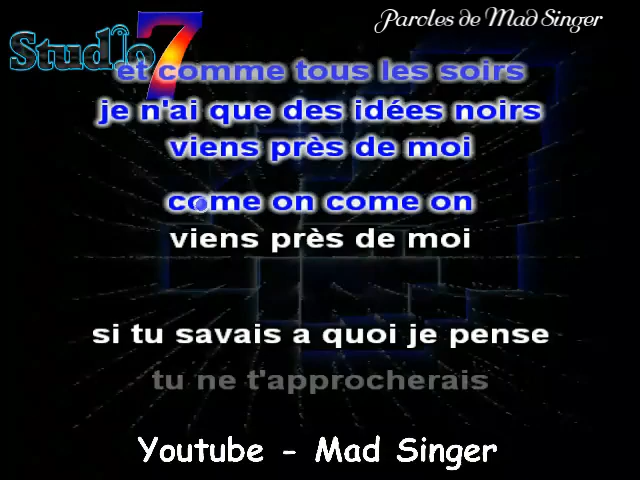 Paroles de Mad Singer
Studio 7
et comme tous les soirs
je n'ai que des idées noirs
viens près de moi
come on come on
viens près de moi
si tu savais a quoi je pense
tu ne t'approcherais
Youtube - Mad Singer